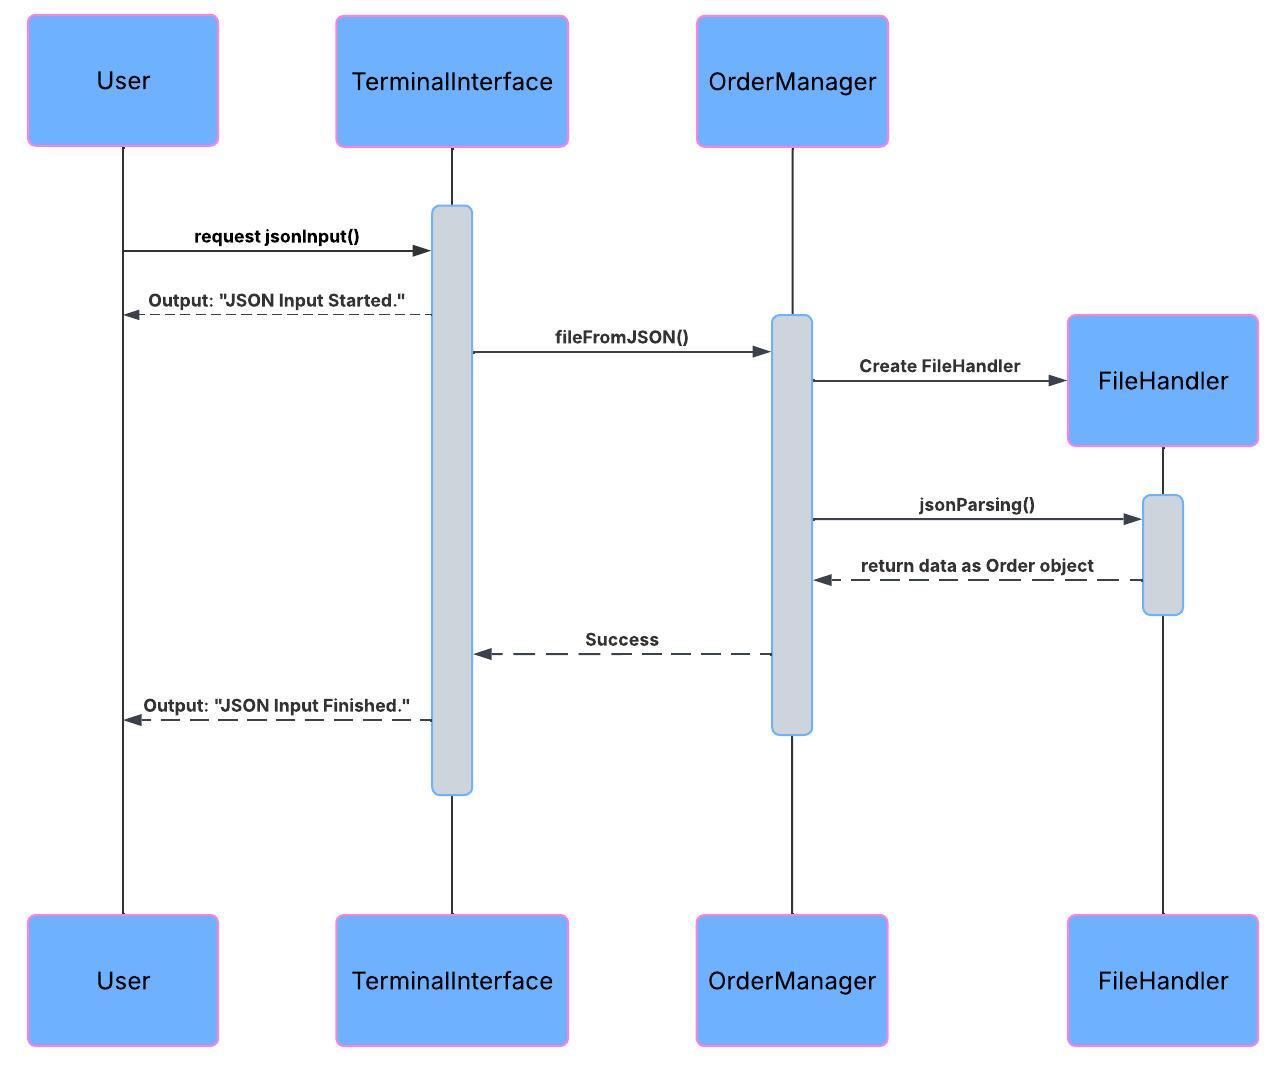 User
TerminalInterface
OrderManager
request jsonInput()
Output: "JSON Input Started."
fileFromJSON()
Create FileHandler
FileHandler
jsonParsing()
return data as Order object
Success
Output: "JSON Input Finished."
User
TerminalInterface
OrderManager
FileHandler